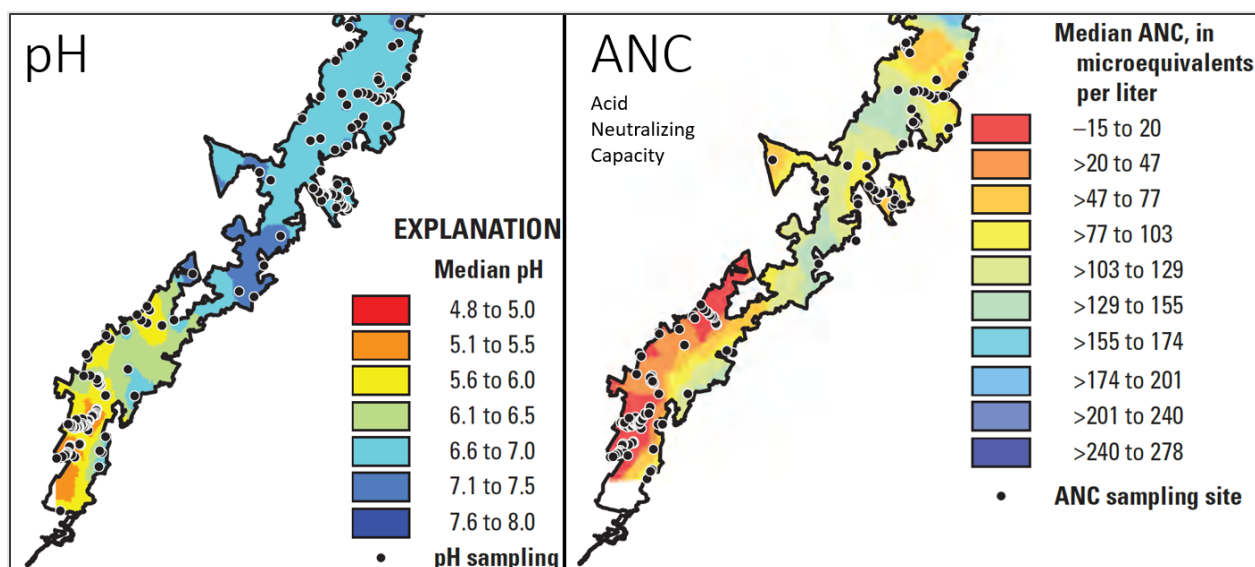 pH
EXPLANATION
Median pH
4.8 to 5.0
5.1 to 5.5
5.6 to 6.0
6.1 to 6.5
6.6 to 7.0
7.1 to 7.5
7.6 to 8.0
pH sampling
ANC
Acid
Neutralizing
Capacity
Median ANC, in
microequivalents
per liter
−15 to 20
>20 to 47
>47 to 77
>77 to 103
>103 to 129
>129 to 155
>155 to 174
>174 to 201
>201 to 240
>240 to 278
ANC sampling site